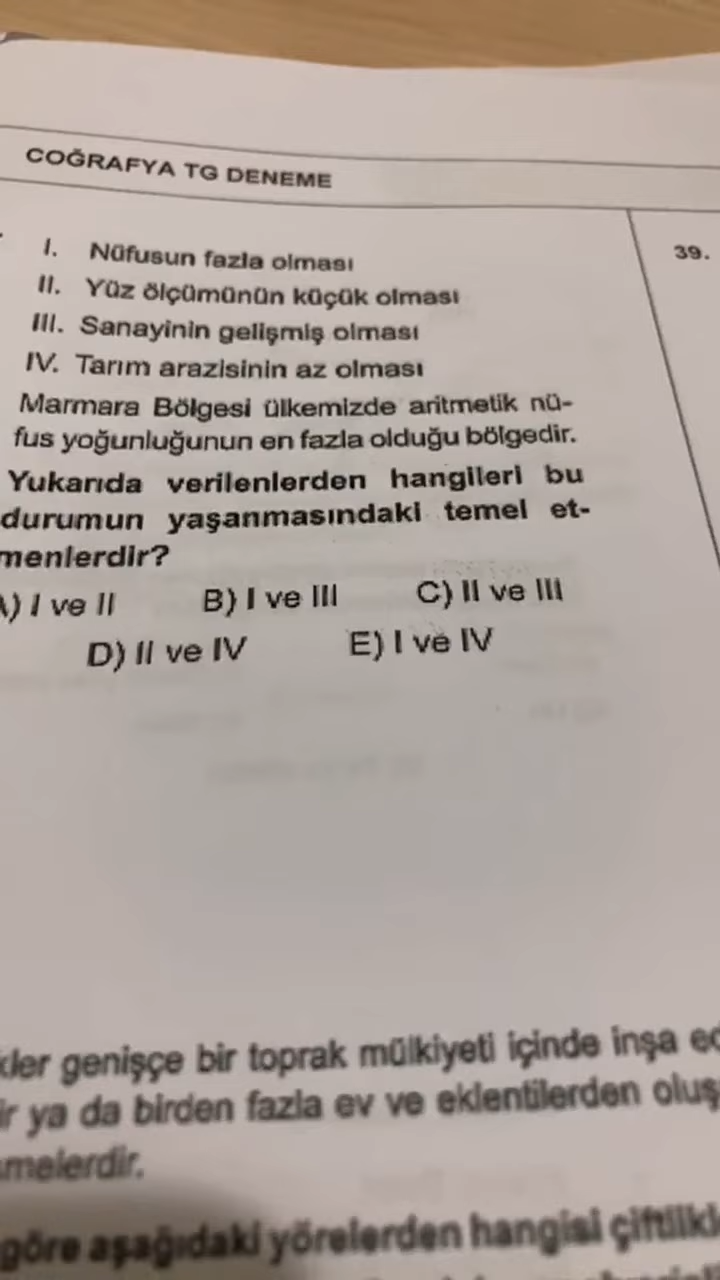 COĞRAFYA TG DENEME
I. Nüfusun fazla olması
II. Yüz ölçümünün küçük olması
III. Sanayinin gelişmiş olması
IV. Tarım arazisinin az olması
Marmara Bölgesi ülkemizde aritmetik nü-
fus yoğunluğunun en fazla olduğu bölgedir.
Yukarıda verilenlerden hangileri bu
durumun yaşanmasındaki temel et-
menlerdir?
A) I ve II B) I ve III C) II ve III
D) II ve IV E) I ve IV
39.
genişçe bir toprak mülkiyeti içinde inşa
ya da birden fazla ev ve eklentilerden
göre aşağıdaki yörelerden hangisi